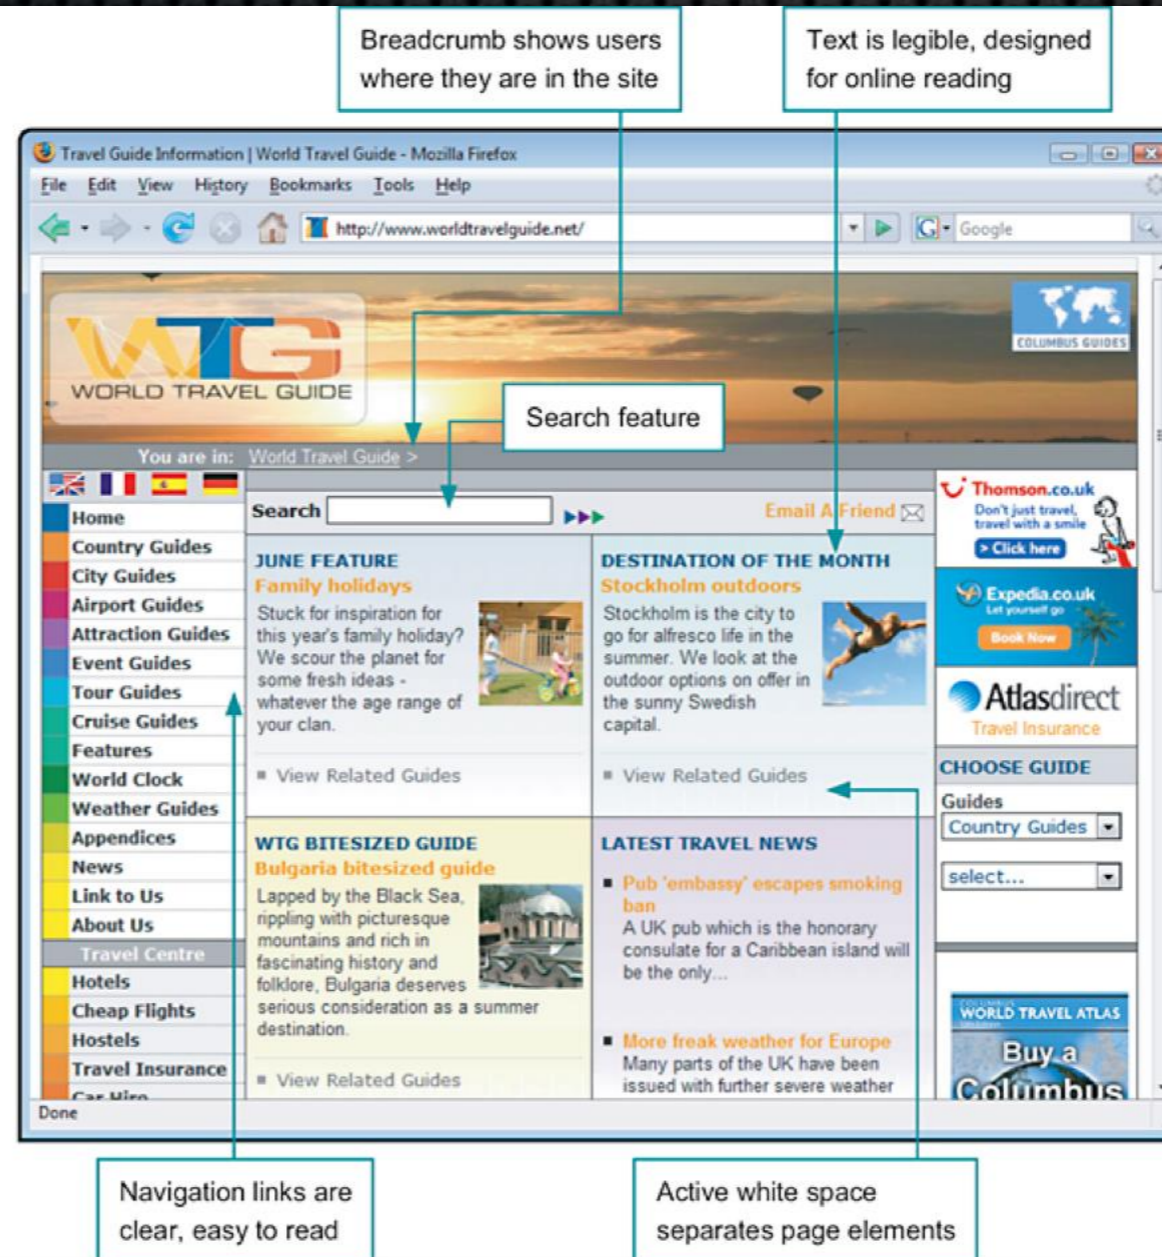 Breadcrumb shows users
where they are in the site
Text is legible, designed
for online reading
Travel Guide Information | World Travel Guide - Mozilla Firefox
File Edit View History Bookmarks Tools Help
http://www.worldtravelguide.net/
G Google
WTG
WORLD TRAVEL GUIDE
COLUMBUS GUIDES
Search feature
You are in: World Travel Guide >
Home
Country Guides
City Guides
Airport Guides
Attraction Guides
Event Guides
Tour Guides
Cruise Guides
Features
World Clock
Weather Guides
Appendices
News
Link to Us
About Us
Travel Centre
Hotels
Cheap Flights
Hostels
Travel Insurance
Car Hire
Search
Email A Friend
JUNE FEATURE
Family holidays
Stuck for inspiration for
this year's family holiday?
We scour the planet for
some fresh ideas -
whatever the age range of
your clan.
View Related Guides
DESTINATION OF THE MONTH
Stockholm outdoors
Stockholm is the city to
go for alfresco life in the
summer. We look at the
outdoor options on offer in
the sunny Swedish
capital.
View Related Guides
WTG BITESIZED GUIDE
Bulgaria bitesized guide
Lapped by the Black Sea,
rippling with picturesque
mountains and rich in
fascinating history and
folklore, Bulgaria deserves
serious consideration as a summer
destination.
View Related Guides
LATEST TRAVEL NEWS
Pub 'embassy' escapes smoking
ban
A UK pub which is the honorary
consulate for a Caribbean island will
be the only...
More freak weather for Europe
Many parts of the UK have been
issued with further severe weather
Thomson.co.uk
Don't just travel,
travel with a smile
> Click here
Expedia.co.uk
Let yourself go
Book Now
Atlasdirect
Travel Insurance
CHOOSE GUIDE
Guides
Country Guides
select...
COLUMBUS
WORLD TRAVEL ATLAS
Buy a
Columbus
Done
Navigation links are
clear, easy to read
Active white space
separates page elements